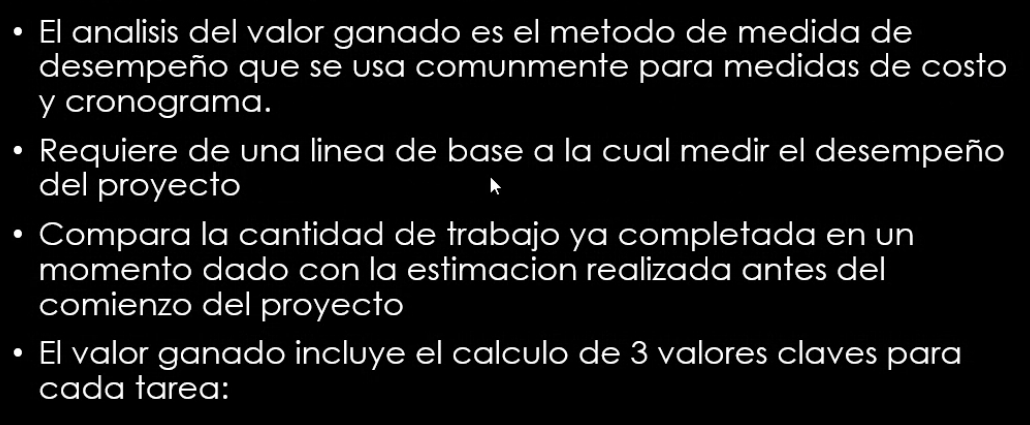 • El analisis del valor ganado es el metodo de medida de
desempeño que se usa comunmente para medidas de costo
y cronograma.
• Requiere de una linea de base a la cual medir el desempeño
del proyecto
• Compara la cantidad de trabajo ya completada en un
momento dado con la estimacion realizada antes del
comienzo del proyecto
• El valor ganado incluye el calculo de 3 valores claves para
cada tarea: